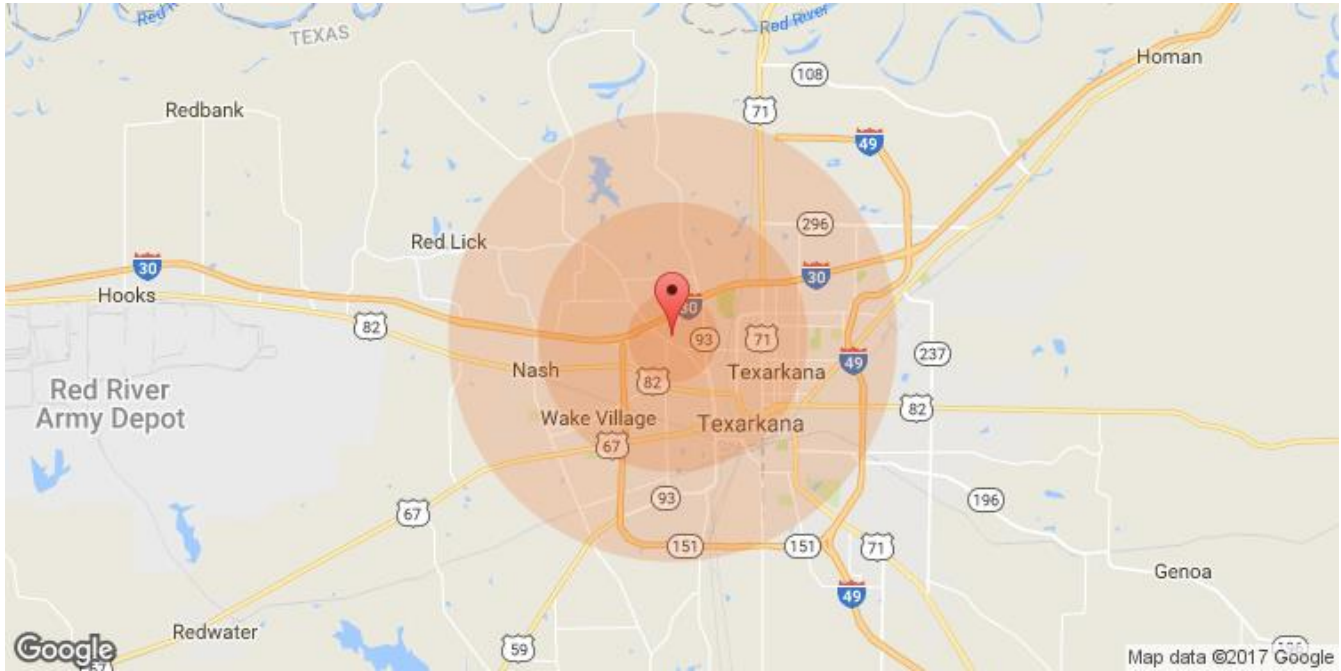 Red River
TEXAS
Red River
Homan
108
Redbank
71
49
296
Red Lick
30
30
Hooks
30
82
93
71
49
237
Nash
82
Texarkana
Red River
Army Depot
Wake Village
Texarkana
82
67
93
196
67
151
151
71
Genoa
49
Redwater
59
Google
67
Map data ©2017 Google